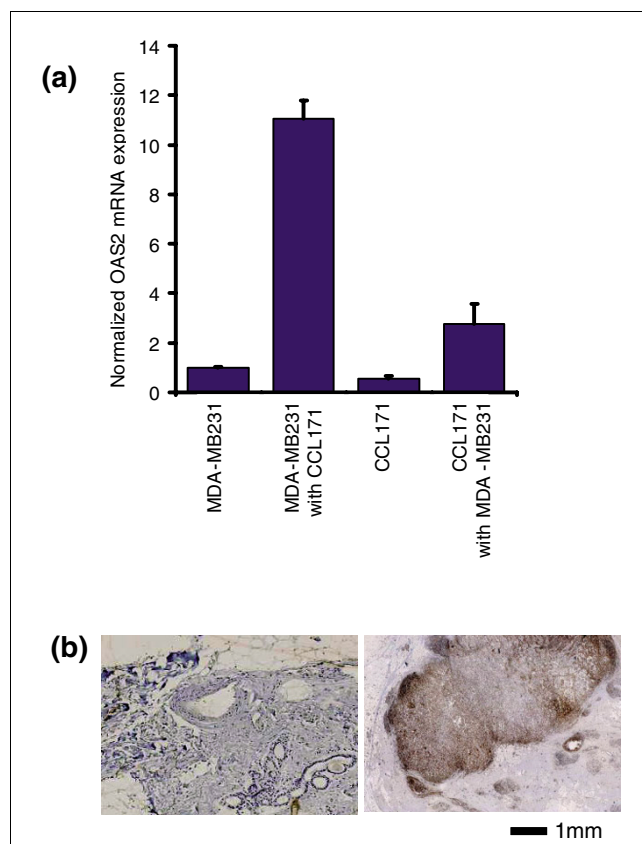 (a)
Normalized OAS2 mRNA expression
14
12
10
8
6
4
2
0
MDA-MB231
MDA-MB231
with CCL171
CCL171
CCL171
with MDA -MB231
(b)
1mm